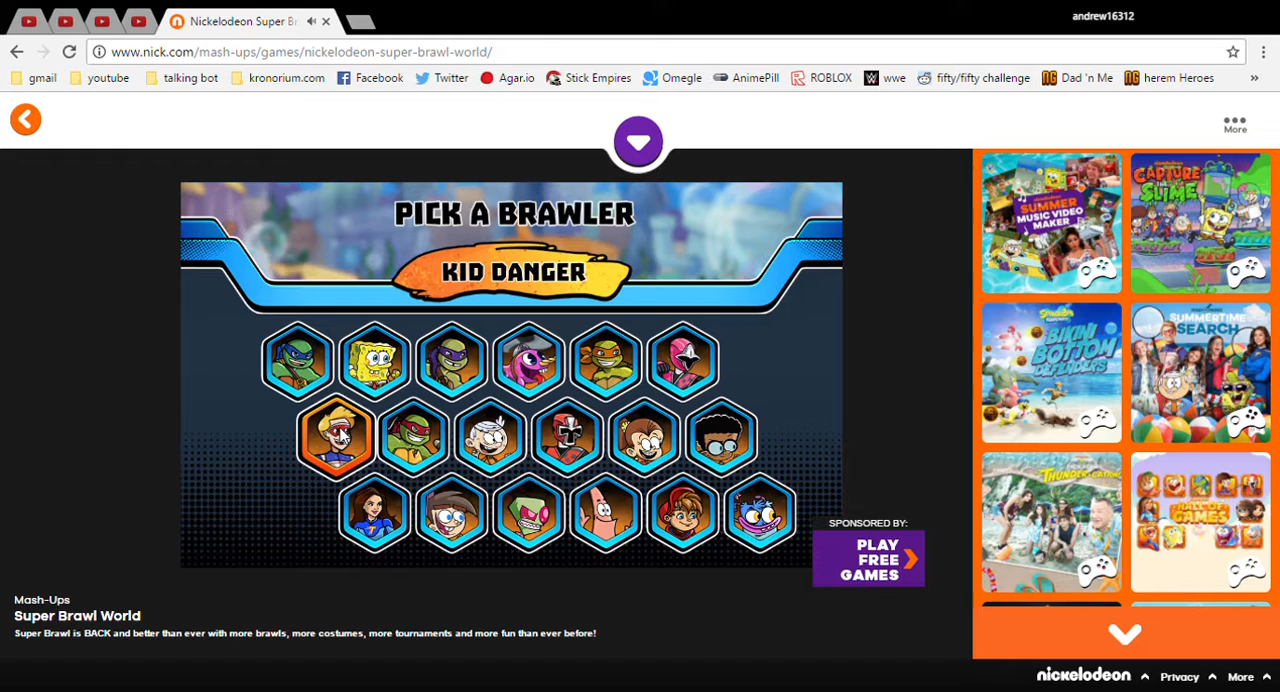 Nickelodeon Super Br
andrew16312
www.nick.com/mash-ups/games/nickelodeon-super-brawl-world/
gmail youtube talking bot kronorium.com Facebook Twitter Agar.io Stick Empires Omegle AnimePill ROBLOX wwe fifty/fifty challenge Dad 'n Me herem Heroes »
More
PICK A BRAWLER
KID DANGER
SUMMER
MUSIC VIDEO
MAKER
CAPTURE
THE
SLIME
BIKINI
BOTTOM
DEFENDERS
SUMMERTIME
SEARCH
THUNDER
HALL OF
GAMES
SPONSORED BY:
PLAY
FREE
GAMES
Mash-Ups
Super Brawl World
Super Brawl is BACK and better than ever with more brawls, more costumes, more tournaments and more fun than ever before!
nickelodeon Privacy More